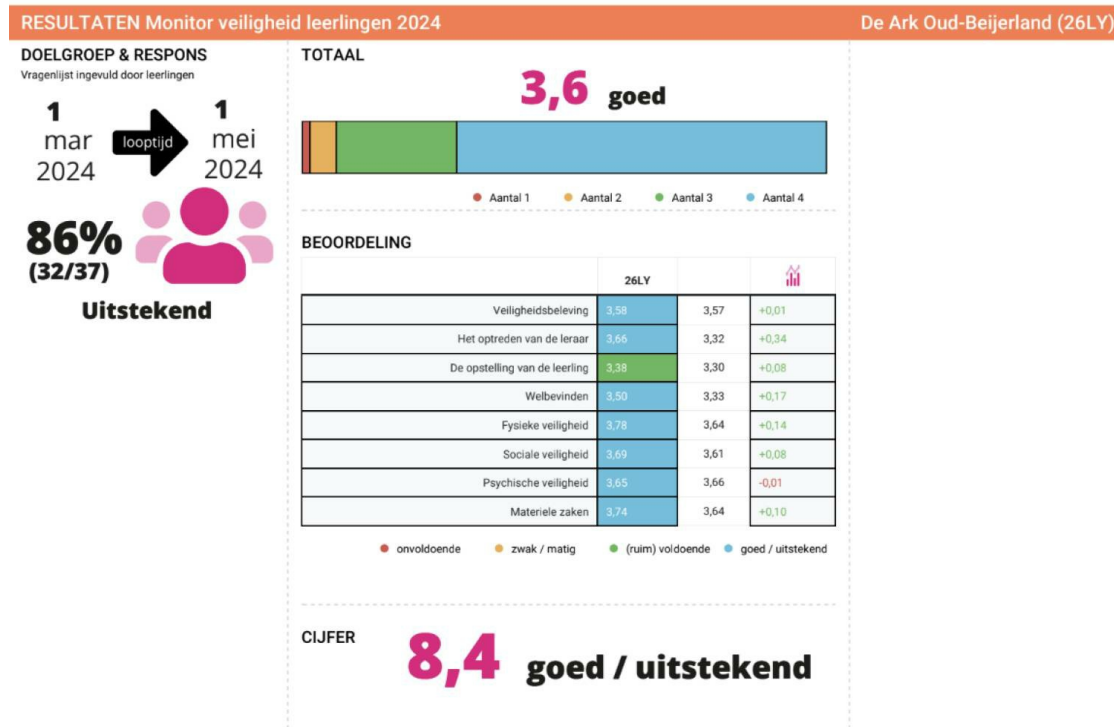 RESULTATEN Monitor veiligheid leerlingen 2024
De Ark Oud-Beijerland (26LY)
DOELGROEP & RESPONS
Vragenlijst ingevuld door leerlingen
1 mar 2024
looptijd
1 mei 2024
86%
(32/37)
Uitstekend
TOTAAL
3,6 goed
Aantal 1 Aantal 2 Aantal 3 Aantal 4
BEOORDELING
26LY
Veiligheidsbeleving 3,58 3,57 +0,01
Het optreden van de leraar 3,66 3,32 +0,34
De opstelling van de leerling 3,38 3,30 +0,08
Welbevinden 3,50 3,33 +0,17
Fysieke veiligheid 3,78 3,64 +0,14
Sociale veiligheid 3,69 3,61 +0,08
Psychische veiligheid 3,65 3,66 -0,01
Materiele zaken 3,74 3,64 +0,10
onvoldoende zwak / matig (ruim) voldoende goed / uitstekend
CIJFER
8,4 goed / uitstekend